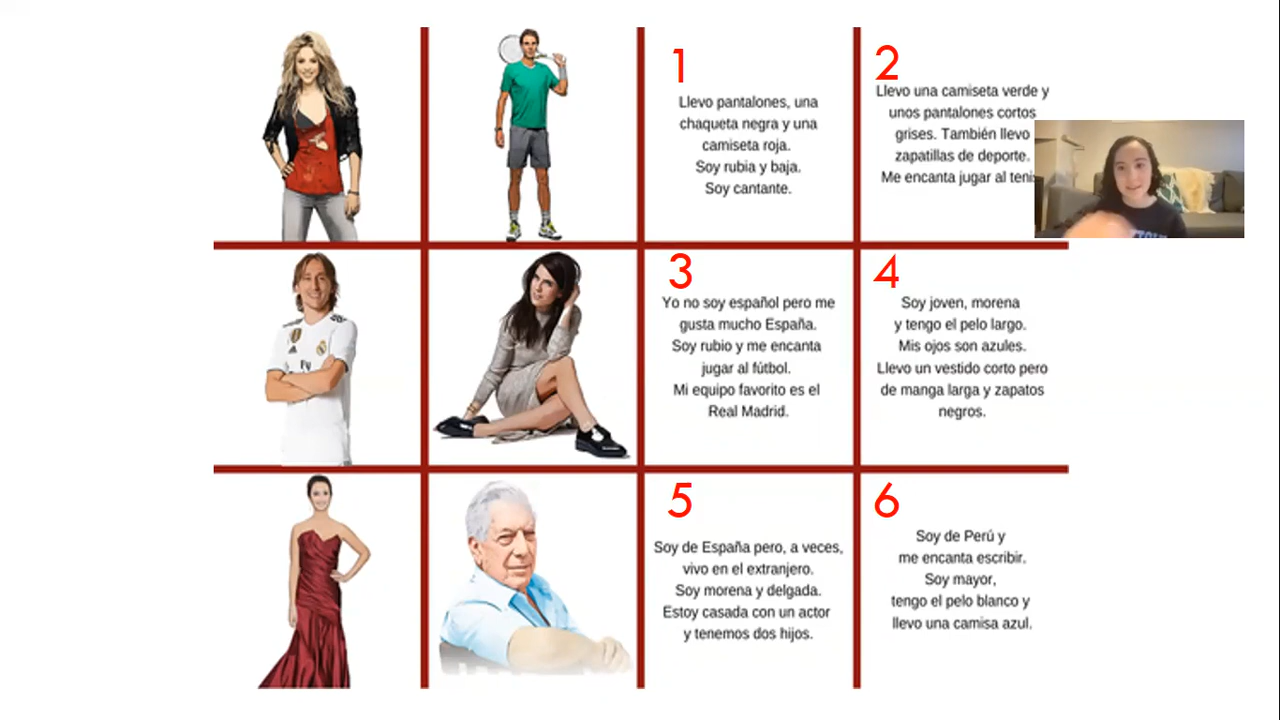 1
Llevo pantalones, una
chaqueta negra y una
camiseta roja.
Soy rubia y baja.
Soy cantante.
2
Llevo una camiseta verde y
unos pantalones cortos
grises. También llevo
zapatillas de deporte.
Me encanta jugar al tenis
3
Yo no soy español pero me
gusta mucho España.
Soy rubio y me encanta
jugar al fútbol.
Mi equipo favorito es el
Real Madrid.
4
Soy joven, morena
y tengo el pelo largo.
Mis ojos son azules.
Llevo un vestido corto pero
de manga larga y zapatos
negros.
5
Soy de España pero, a veces,
vivo en el extranjero.
Soy morena y delgada.
Estoy casada con un actor
y tenemos dos hijos.
6
Soy de Perú y
me encanta escribir.
Soy mayor,
tengo el pelo blanco y
llevo una camisa azul.